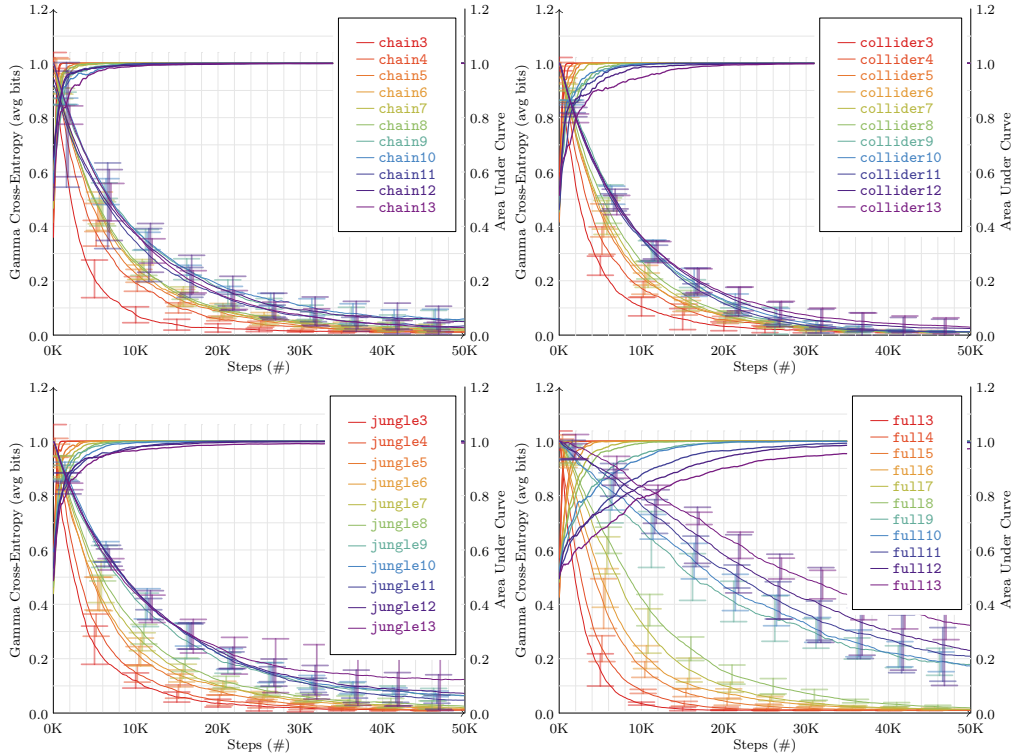 1.2
1.0
0.8
0.6
0.4
0.2
0.0
Gamma Cross-Entropy (avg bits)
0K
10K
20K
30K
40K
50K
Steps (#)
1.2
1.0
0.8
0.6
0.4
0.2
0.0
Area Under Curve
chain3
chain4
chain5
chain6
chain7
chain8
chain9
chain10
chain11
chain12
chain13
1.2
1.0
0.8
0.6
0.4
0.2
0.0
Gamma Cross-Entropy (avg bits)
0K
10K
20K
30K
40K
50K
Steps (#)
1.2
1.0
0.8
0.6
0.4
0.2
0.0
Area Under Curve
collider3
collider4
collider5
collider6
collider7
collider8
collider9
collider10
collider11
collider12
collider13
1.2
1.0
0.8
0.6
0.4
0.2
0.0
Gamma Cross-Entropy (avg bits)
0K
10K
20K
30K
40K
50K
Steps (#)
1.2
1.0
0.8
0.6
0.4
0.2
0.0
Area Under Curve
jungle3
jungle4
jungle5
jungle6
jungle7
jungle8
jungle9
jungle10
jungle11
jungle12
jungle13
1.2
1.0
0.8
0.6
0.4
0.2
0.0
Gamma Cross-Entropy (avg bits)
0K
10K
20K
30K
40K
50K
Steps (#)
1.2
1.0
0.8
0.6
0.4
0.2
0.0
Area Under Curve
full3
full4
full5
full6
full7
full8
full9
full10
full11
full12
full13